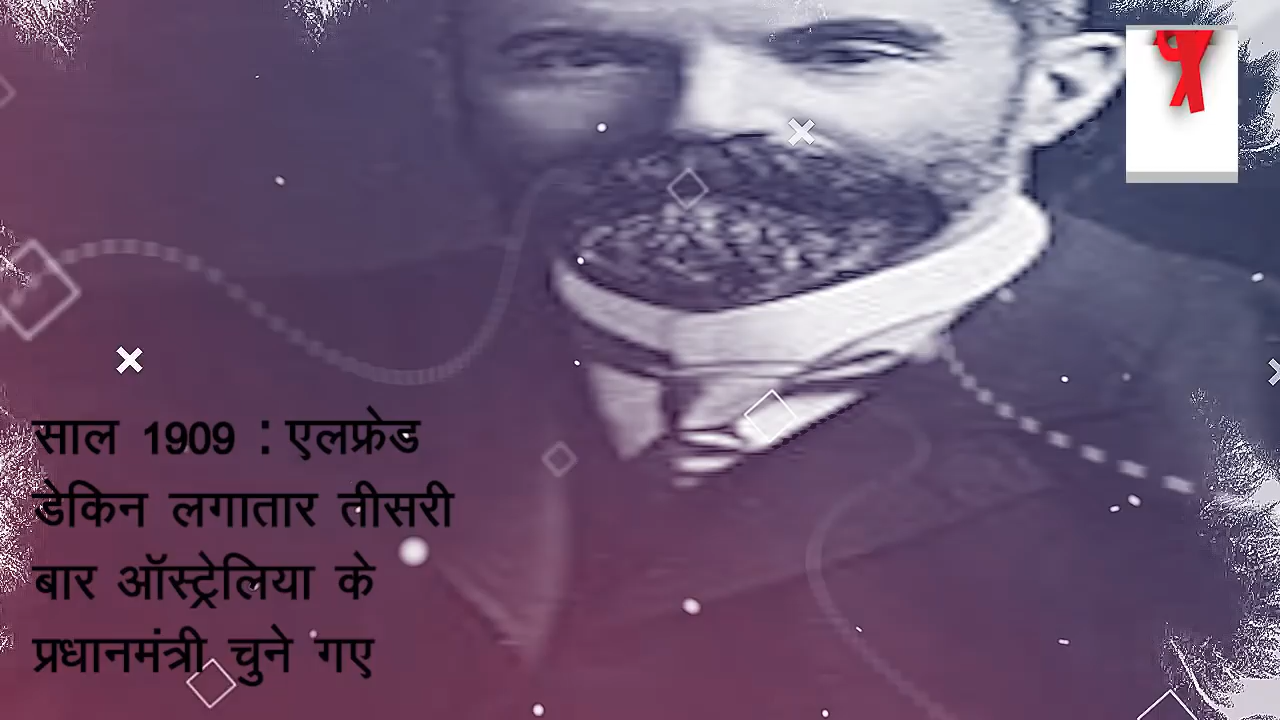 साल 1909 : एलफ्रेड
डेकिन लगातार तीसरी
बार ऑस्ट्रेलिया के
प्रधानमंत्री चुने गए